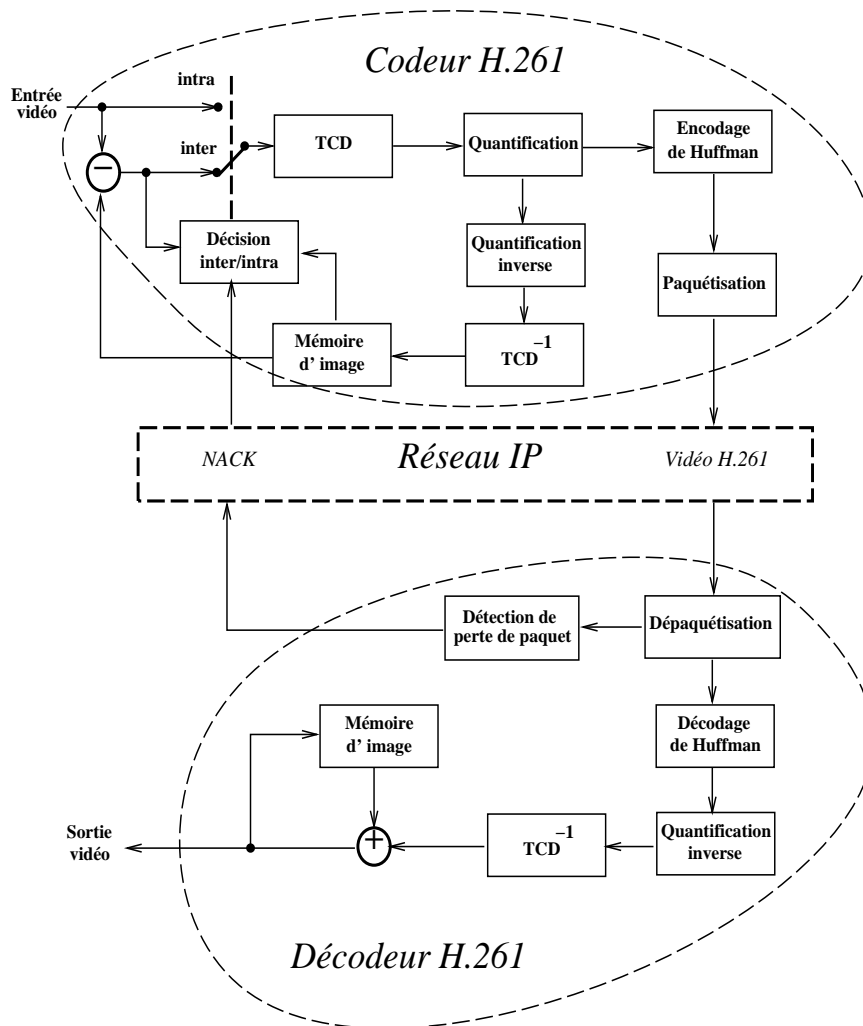 Codeur H.261
intra
Entrée
vidéo
inter
−
TCD
Quantification
Encodage
de Huffman
Décision
inter/intra
Quantification
inverse
Paquétisation
Mémoire
d' image
TCD−1
NACK
Réseau IP
Vidéo H.261
Détection de
perte de paquet
Dépaquétisation
Mémoire
d' image
Décodage
de Huffman
Sortie
vidéo
+
TCD−1
Quantification
inverse
Décodeur H.261